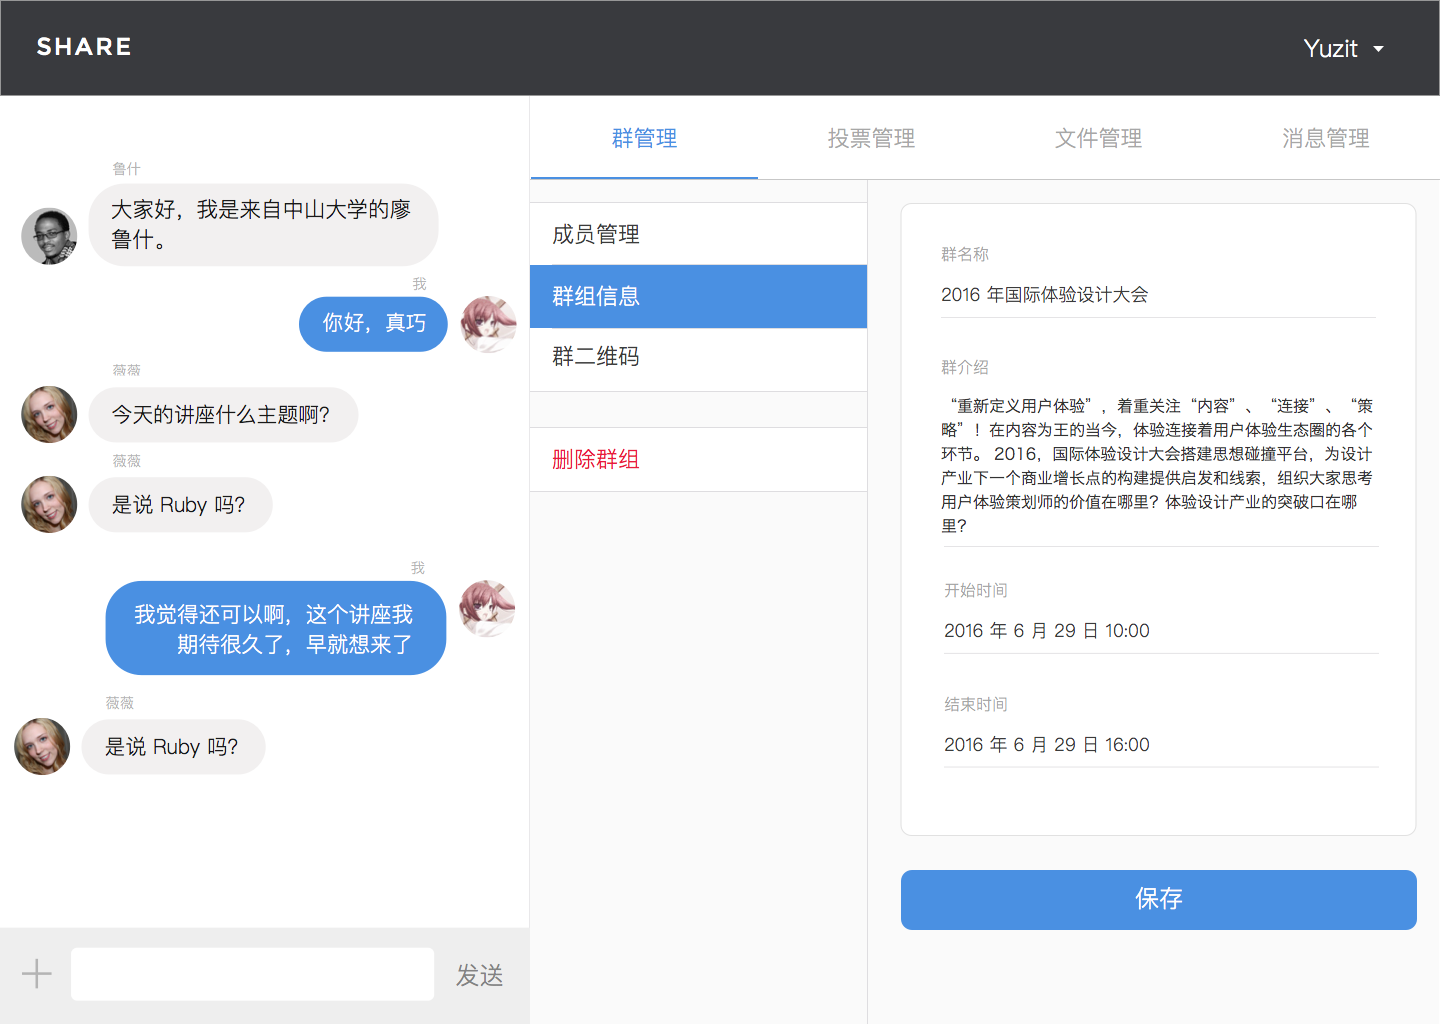 SHARE
Yuzit
鲁什
大家好，我是来自中山大学的廖
鲁什。
我
你好，真巧
薇薇
今天的讲座什么主题啊？
薇薇
是说 Ruby 吗？
我
我觉得还可以啊，这个讲座我
期待很久了，早就想来了
薇薇
是说 Ruby 吗？
发送
群管理
投票管理
文件管理
消息管理
成员管理
群组信息
群二维码
删除群组
群名称
2016 年国际体验设计大会
群介绍
“重新定义用户体验”，着重关注“内容”、“连接”、“策
略”！在内容为王的当今，体验连接着用户体验生态圈的各个
环节。 2016，国际体验设计大会搭建思想碰撞平台，为设计
产业下一个商业增长点的构建提供启发和线索，组织大家思考
用户体验策划师的价值在哪里？体验设计产业的突破口在哪
里？
开始时间
2016 年 6 月 29 日 10:00
结束时间
2016 年 6 月 29 日 16:00
保存